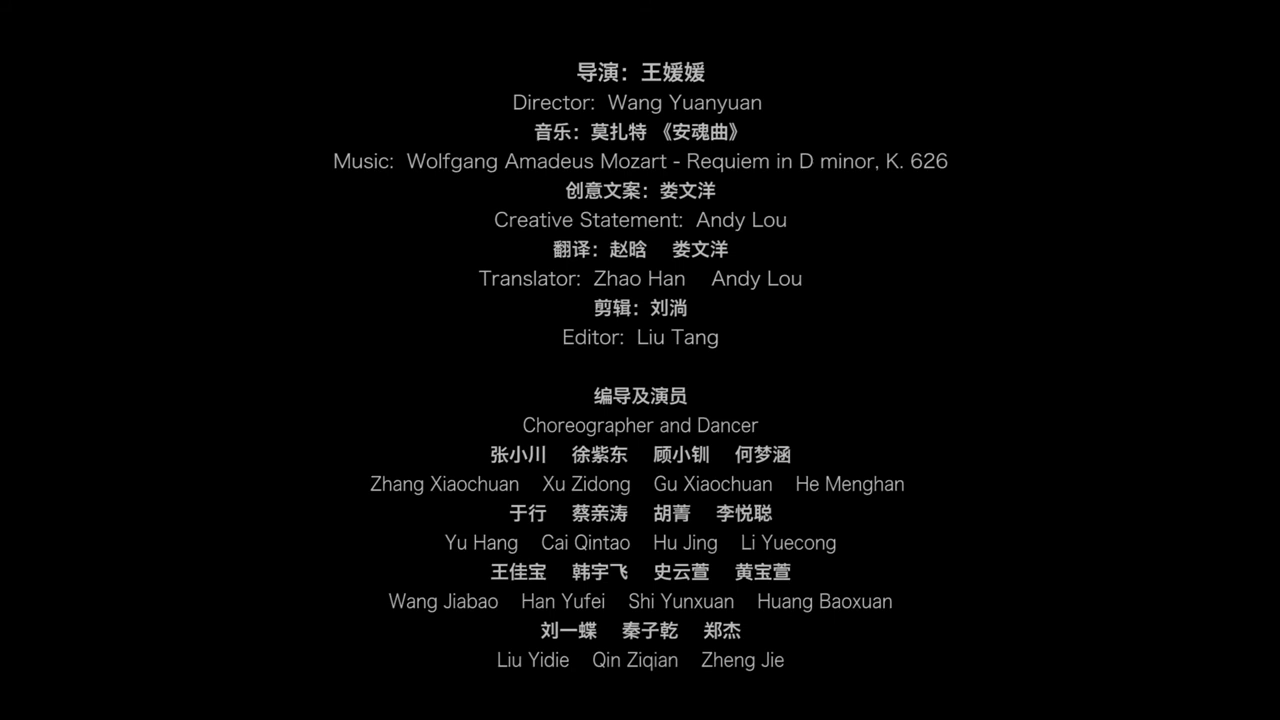 导演：王媛媛
Director:  Wang Yuanyuan
音乐：莫扎特 《安魂曲》
Music:  Wolfgang Amadeus Mozart - Requiem in D minor, K. 626
创意文案：娄文洋
Creative Statement:  Andy Lou
翻译：赵晗    娄文洋
Translator:  Zhao Han    Andy Lou
剪辑：刘淌
Editor:  Liu Tang
编导及演员
Choreographer and Dancer
张小川    徐紫东    顾小钏    何梦涵
Zhang Xiaochuan    Xu Zidong    Gu Xiaochuan    He Menghan
于行    蔡亲涛    胡菁    李悦聪
Yu Hang    Cai Qintao    Hu Jing    Li Yuecong
王佳宝    韩宇飞    史云萱    黄宝萱
Wang Jiabao    Han Yufei    Shi Yunxuan    Huang Baoxuan
刘一蝶    秦子乾    郑杰
Liu Yidie    Qin Ziqian    Zheng Jie